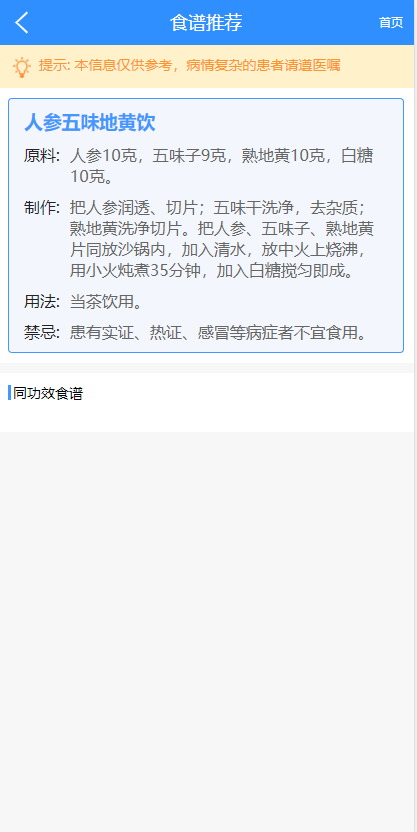 食谱推荐
首页
提示: 本信息仅供参考，病情复杂的患者请遵医嘱
人参五味地黄饮
原料: 人参10克，五味子9克，熟地黄10克，白糖
10克。
制作: 把人参润透、切片；五味干洗净，去杂质；
熟地黄洗净切片。把人参、五味子、熟地黄
片同放沙锅内，加入清水，放中火上烧沸，
用小火炖煮35分钟，加入白糖搅匀即成。
用法: 当茶饮用。
禁忌: 患有实证、热证、感冒等病症者不宜食用。
同功效食谱